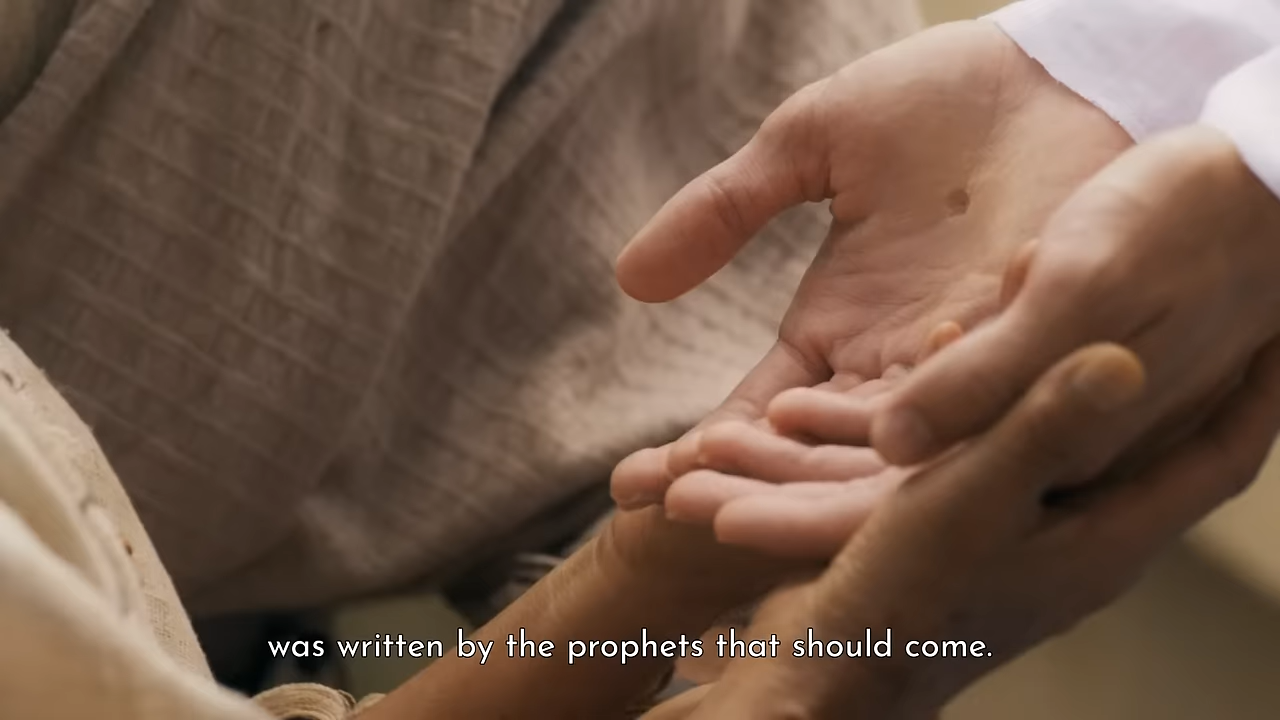 was written by the prophets that should come.